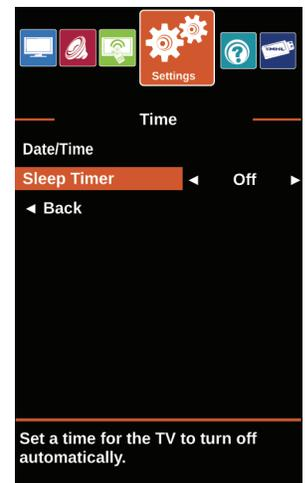 Settings
Time
Date/Time
Sleep Timer ◄ Off ►
◄ Back
Set a time for the TV to turn off
automatically.